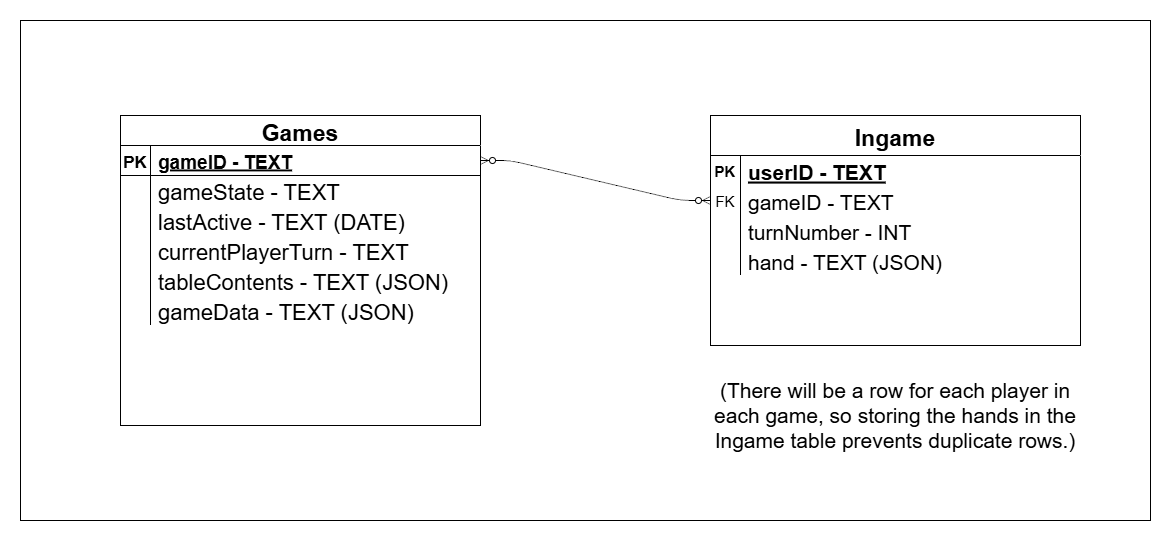 Games
PK gameID - TEXT
gameState - TEXT
lastActive - TEXT (DATE)
currentPlayerTurn - TEXT
tableContents - TEXT (JSON)
gameData - TEXT (JSON)
Ingame
PK userID - TEXT
FK gameID - TEXT
turnNumber - INT
hand - TEXT (JSON)
(There will be a row for each player in
each game, so storing the hands in the
Ingame table prevents duplicate rows.)